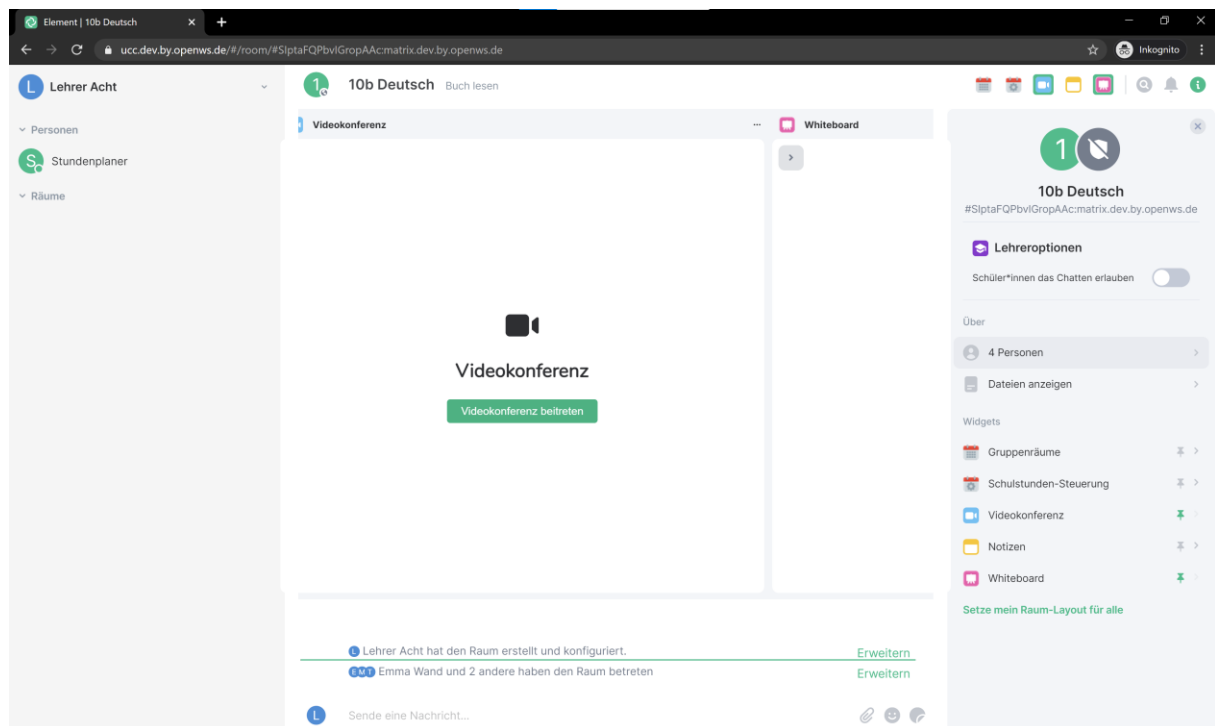 Element | 10b Deutsch
ucc.dev.by.openws.de/#/room/#SlptaFQPbvlGropAAc:matrix.dev.by.openws.de
Inkognito
L Lehrer Acht
1 10b Deutsch Buch lesen
Personen
S Stundenplaner
Räume
Videokonferenz ...
Whiteboard
Videokonferenz
Videokonferenz beitreten
L Lehrer Acht hat den Raum erstellt und konfiguriert. Erweitern
E M T Emma Wand und 2 andere haben den Raum betreten Erweitern
L Sende eine Nachricht...
1
10b Deutsch
#SlptaFQPbvlGropAAc:matrix.dev.by.openws.de
Lehreroptionen
Schüler*innen das Chatten erlauben
Über
4 Personen
Dateien anzeigen
Widgets
Gruppenräume
Schulstunden-Steuerung
Videokonferenz
Notizen
Whiteboard
Setze mein Raum-Layout für alle